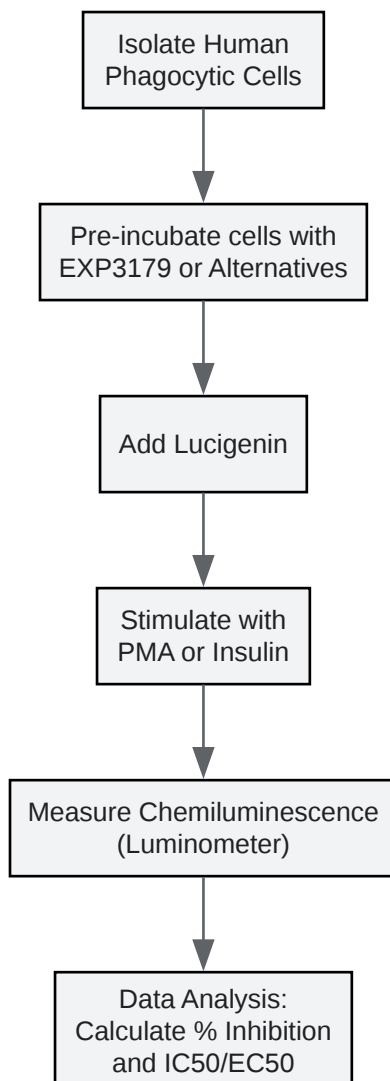 Isolate Human
Phagocytic Cells
Pre-incubate cells with
EXP3179 or Alternatives
Add Lucigenin
Stimulate with
PMA or Insulin
Measure Chemiluminescence
(Luminometer)
Data Analysis:
Calculate % Inhibition
and IC50/EC50